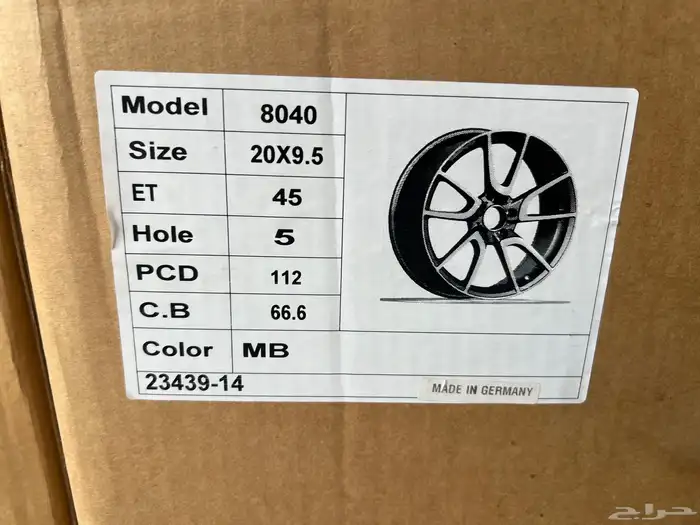 Model 8040
Size 20X9.5
ET 45
Hole 5
PCD 112
C.B 66.6
Color MB
23439-14
MADE IN GERMANY
حراج